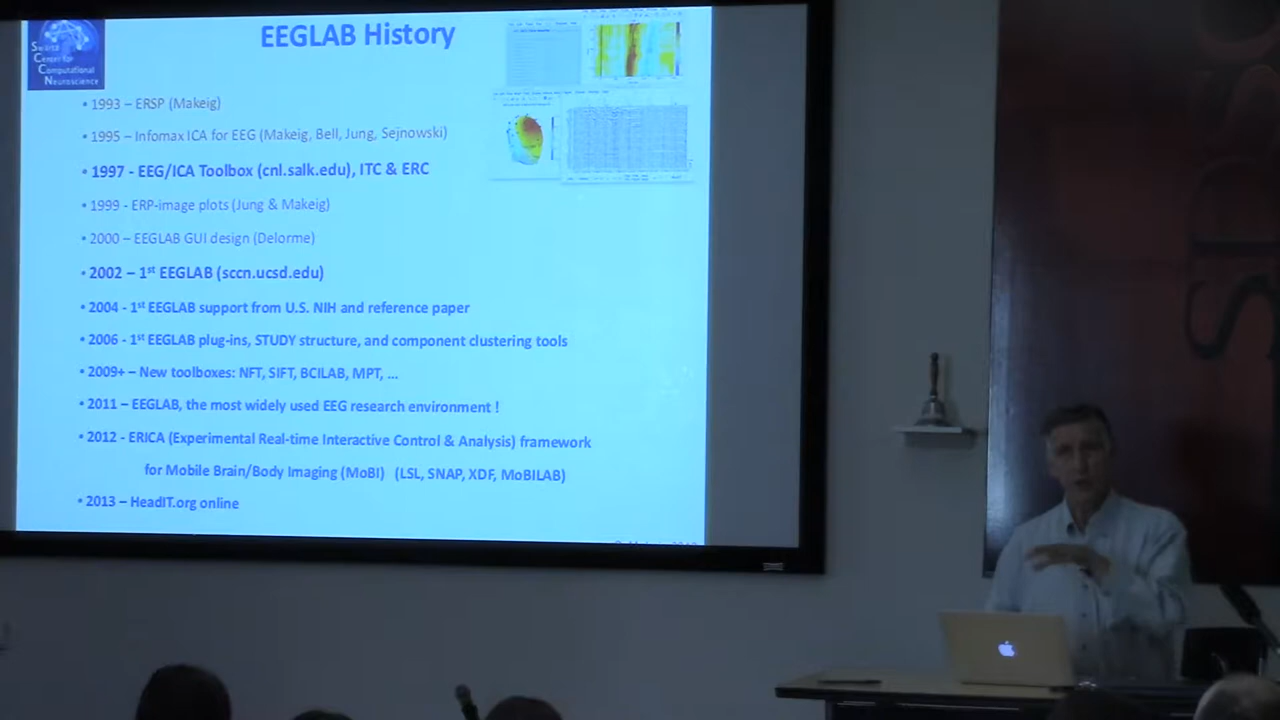 EEGLAB History
Swartz
Center for
Computational
Neuroscience
• 1993 – ERSP (Makeig)
• 1995 – Infomax ICA for EEG (Makeig, Bell, Jung, Sejnowski)
• 1997 - EEG/ICA Toolbox (cnl.salk.edu), ITC & ERC
• 1999 - ERP-image plots (Jung & Makeig)
• 2000 – EEGLAB GUI design (Delorme)
• 2002 – 1st EEGLAB (sccn.ucsd.edu)
• 2004 - 1st EEGLAB support from U.S. NIH and reference paper
• 2006 - 1st EEGLAB plug-ins, STUDY structure, and component clustering tools
• 2009+ – New toolboxes: NFT, SIFT, BCILAB, MPT, ...
• 2011 – EEGLAB, the most widely used EEG research environment !
• 2012 - ERICA (Experimental Real-time Interactive Control & Analysis) framework
for Mobile Brain/Body Imaging (MoBI) (LSL, SNAP, XDF, MoBILAB)
• 2013 – HeadIT.org online
SDSC